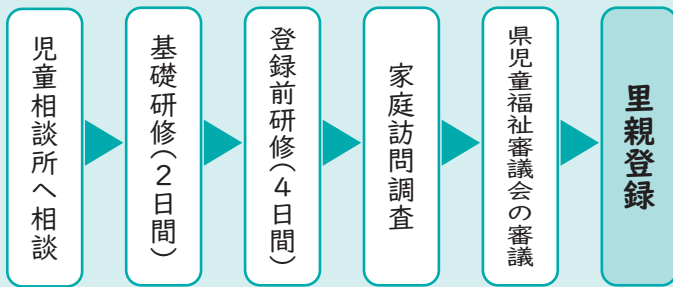 児童相談所へ相談
基礎研修(2日間)
登録前研修(4日間)
家庭訪問調査
県児童福祉審議会の審議
里親登録